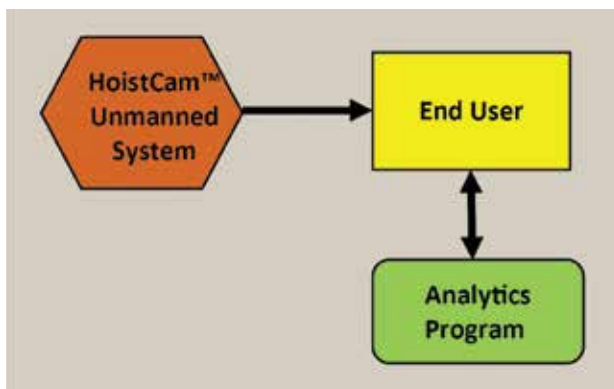 HoistCam™
Unmanned
System
End User
Analytics
Program